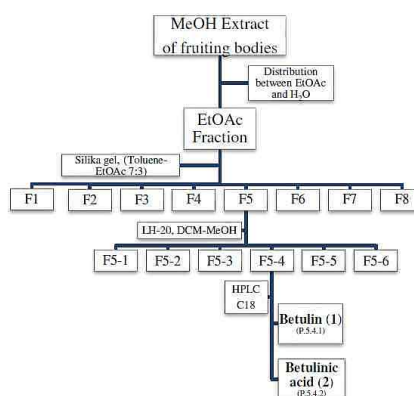 MeOH Extract
of fruiting bodies
Distribution
between EtOAc
and H₂O
EtOAc
Fraction
Silika gel, (Toluene-
EtOAc 7:3)
F1 F2 F3 F4 F5 F6 F7 F8
LH-20, DCM-MeOH
F5-1 F5-2 F5-3 F5-4 F5-5 F5-6
HPLC
C18
Betulin (1)
(P.5.4.1)
Betulinic
acid (2)
(P.5.4.2)